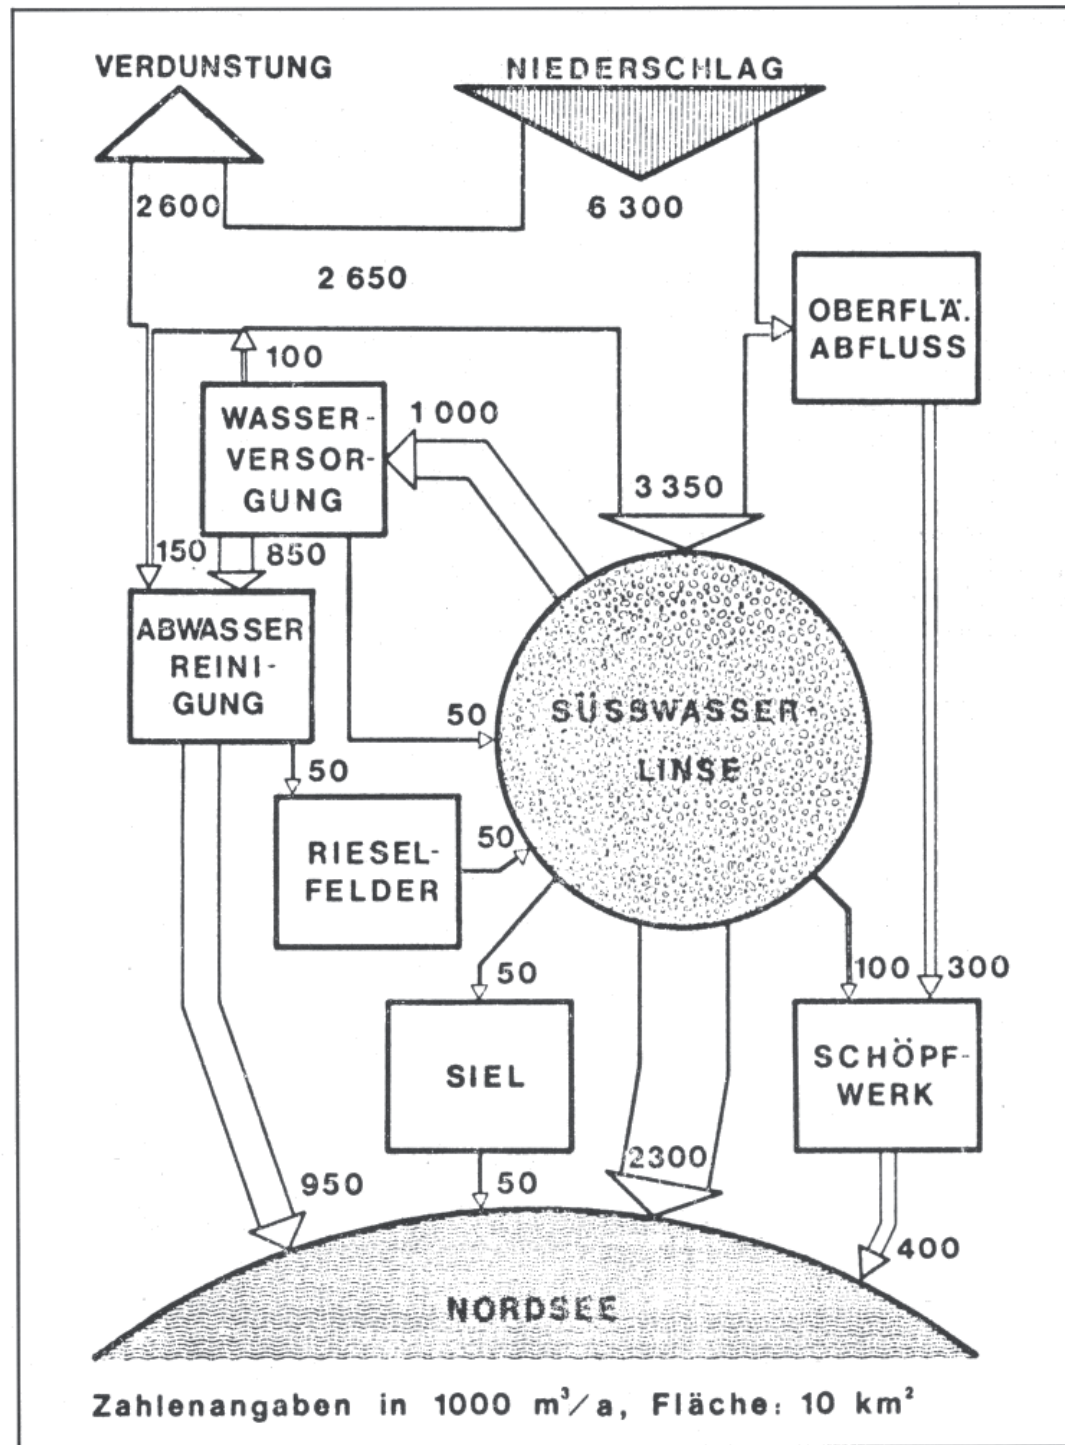 VERDUNSTUNG
NIEDERSCHLAG
2600
6 300
2 650
OBERFLÄ.
ABFLUSS
100
WASSER-
VERSOR-
GUNG
1 000
3 350
150
850
ABWASSER
REINI-
GUNG
50
SÜSSWASSER-
LINSE
50
RIESEL-
FELDER
50
50
100
300
SIEL
SCHÖPF-
WERK
950
50
2300
400
NORDSEE
Zahlenangaben in 1000 m³/a, Fläche: 10 km²